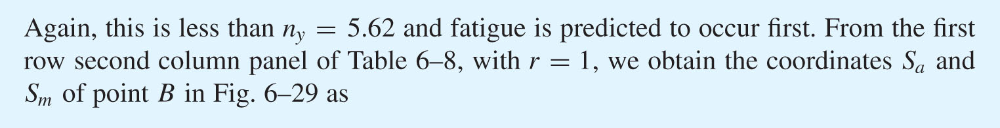 Again, this is less than n_y = 5.62 and fatigue is predicted to occur first. From the first
row second column panel of Table 6–8, with r = 1, we obtain the coordinates S_a and
S_m of point B in Fig. 6–29 as